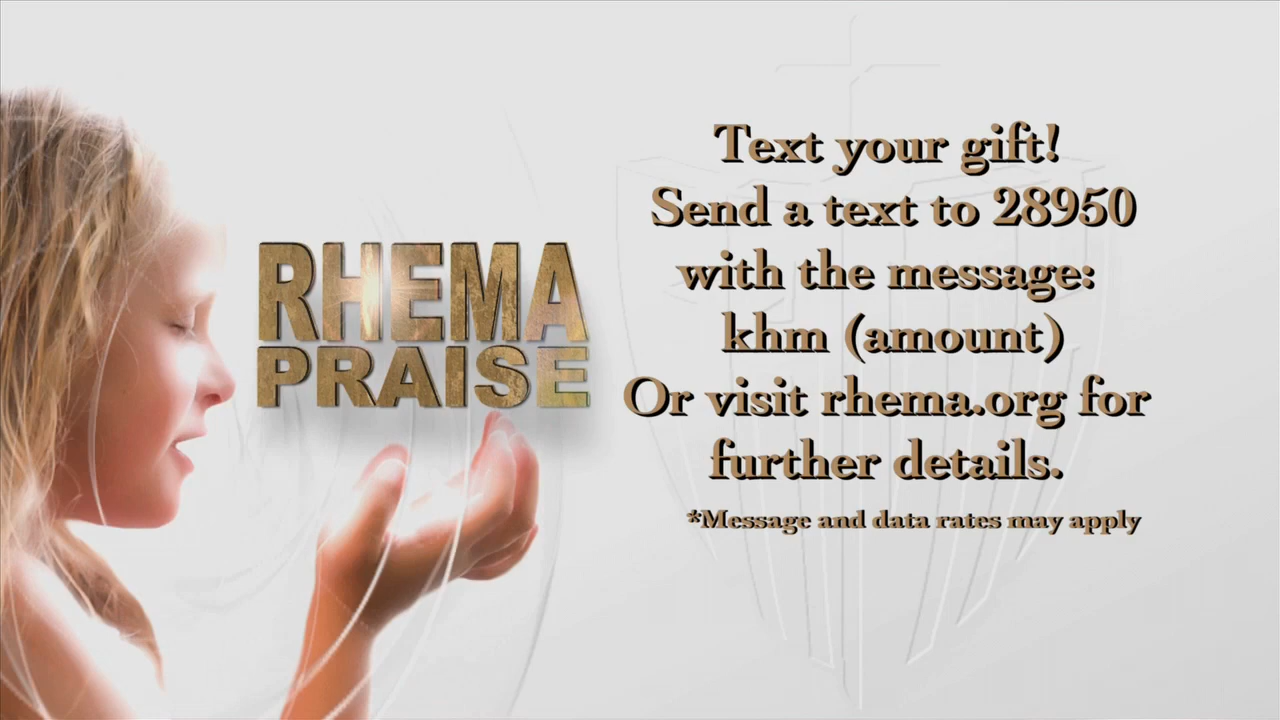 RHEMA
PRAISE
Text your gift!
Send a text to 28950
with the message:
khm (amount)
Or visit rhema.org for
further details.
*Message and data rates may apply